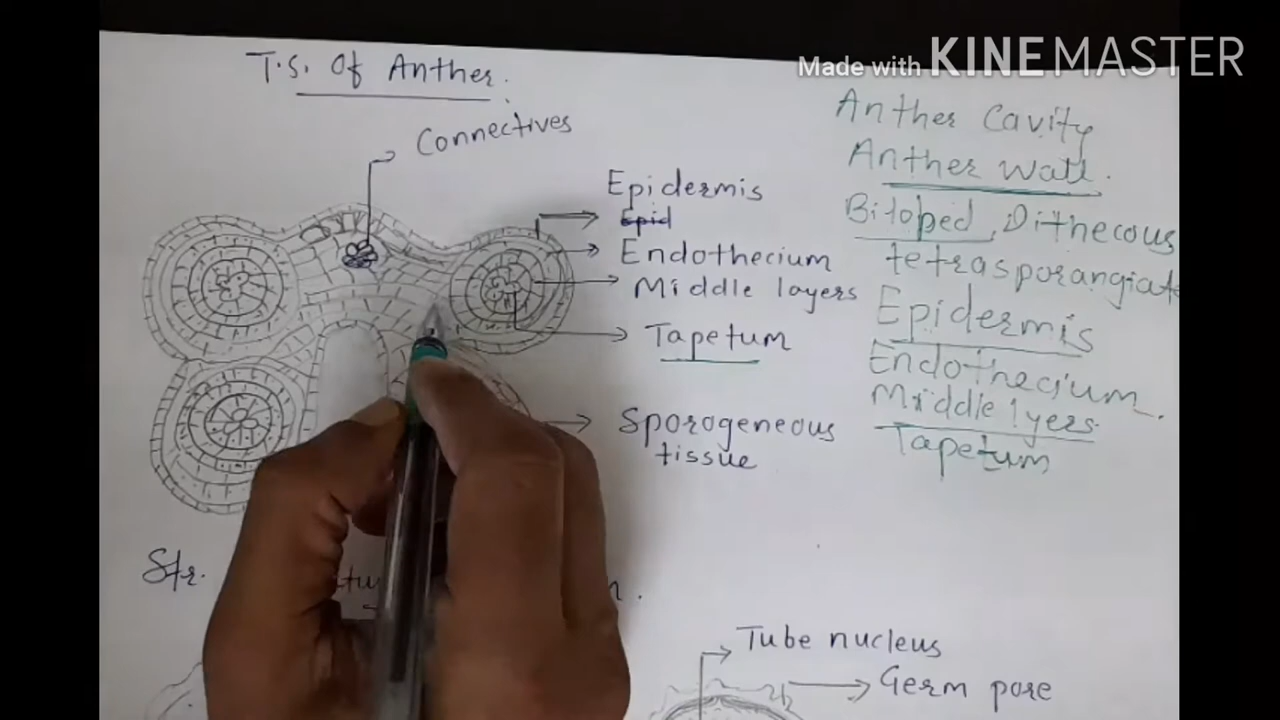 Made with KINEMASTER
T.S. Of Anther.
Connectives
Epidermis
Epid
Endothecium
Middle layers
Tapetum
Sporogeneous
tissue
Anther Cavity
Anther Wall.
Biloped, Dithecous
tetrasporangiate
Epidermis
Endothecium.
Middle lyers
Tapetum
Str.
Tube nucleus
Germ pore